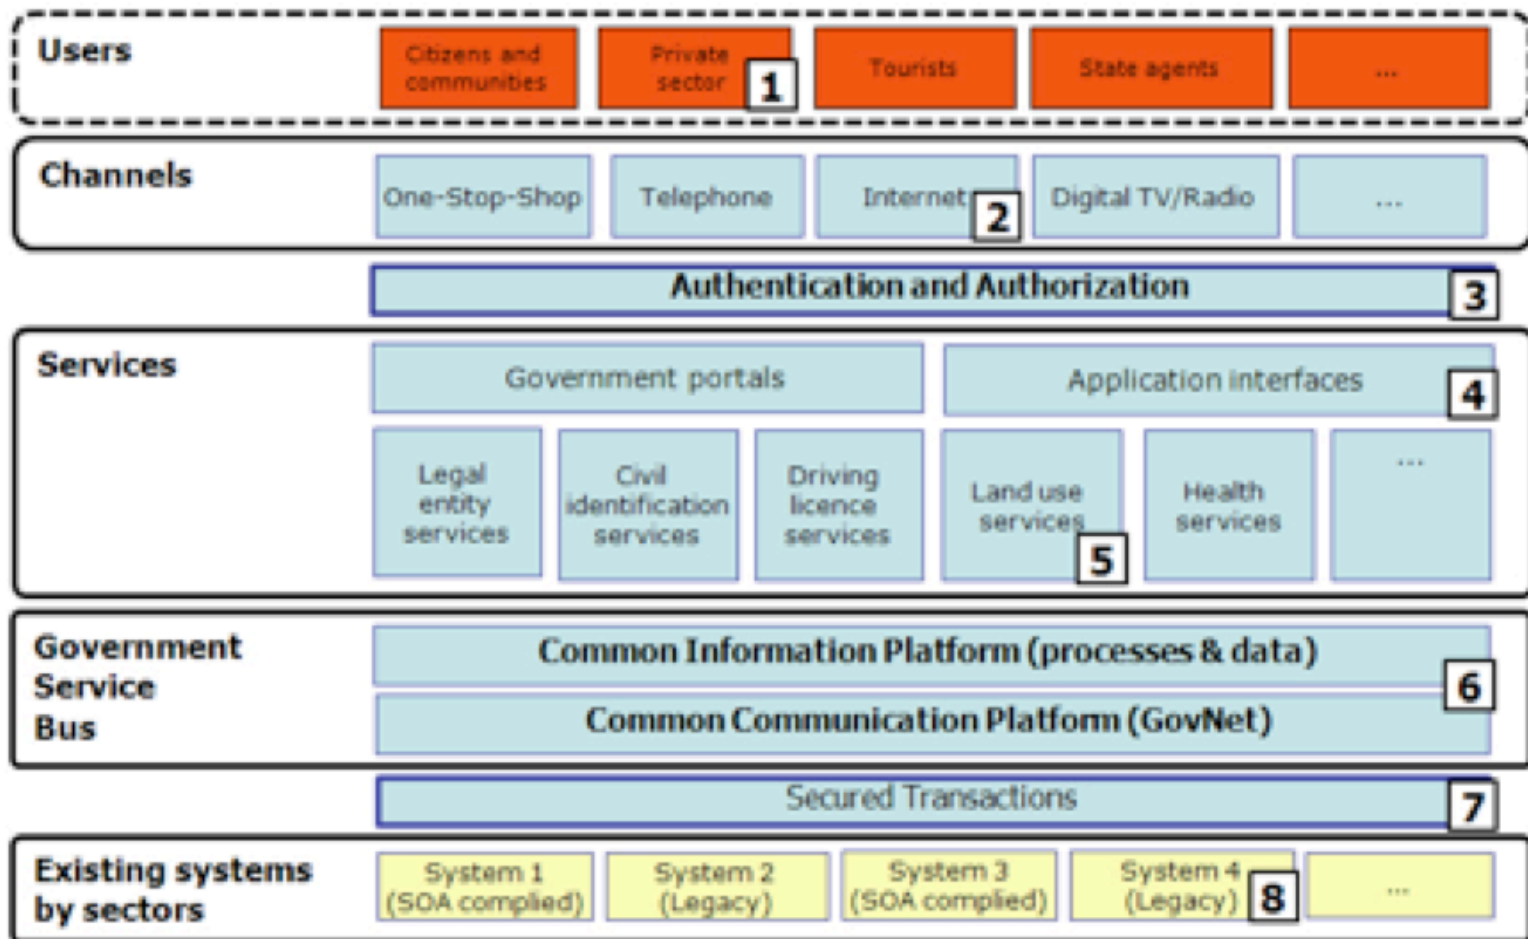 Users
Citizens and
communities
Private
sector
1
Tourists
State agents
...
Channels
One-Stop-Shop
Telephone
Internet
2
Digital TV/Radio
...
Authentication and Authorization
3
Services
Government portals
Application interfaces
4
Legal
entity
services
Civil
identification
services
Driving
licence
services
Land use
services
5
Health
services
...
Government
Service
Bus
Common Information Platform (processes & data)
6
Common Communication Platform (GovNet)
Secured Transactions
7
Existing systems
by sectors
System 1
(SOA complied)
System 2
(Legacy)
System 3
(SOA complied)
System 4
(Legacy)
8
...